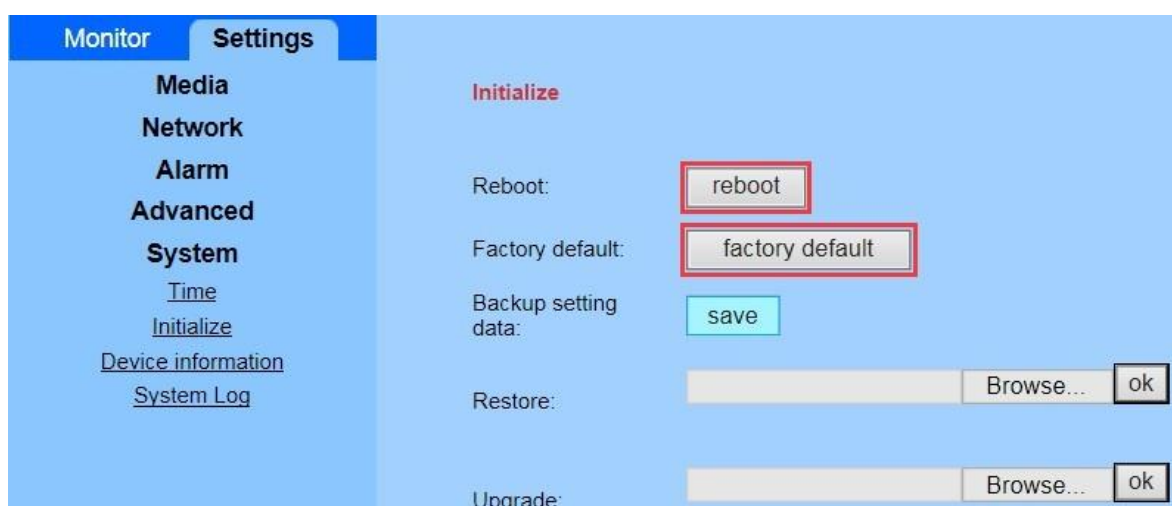 Monitor Settings
Media
Network
Alarm
Advanced
System
Time
Initialize
Device information
System Log
Initialize
Reboot: reboot
Factory default: factory default
Backup setting
data: save
Restore: Browse... ok
Upgrade: Browse... ok